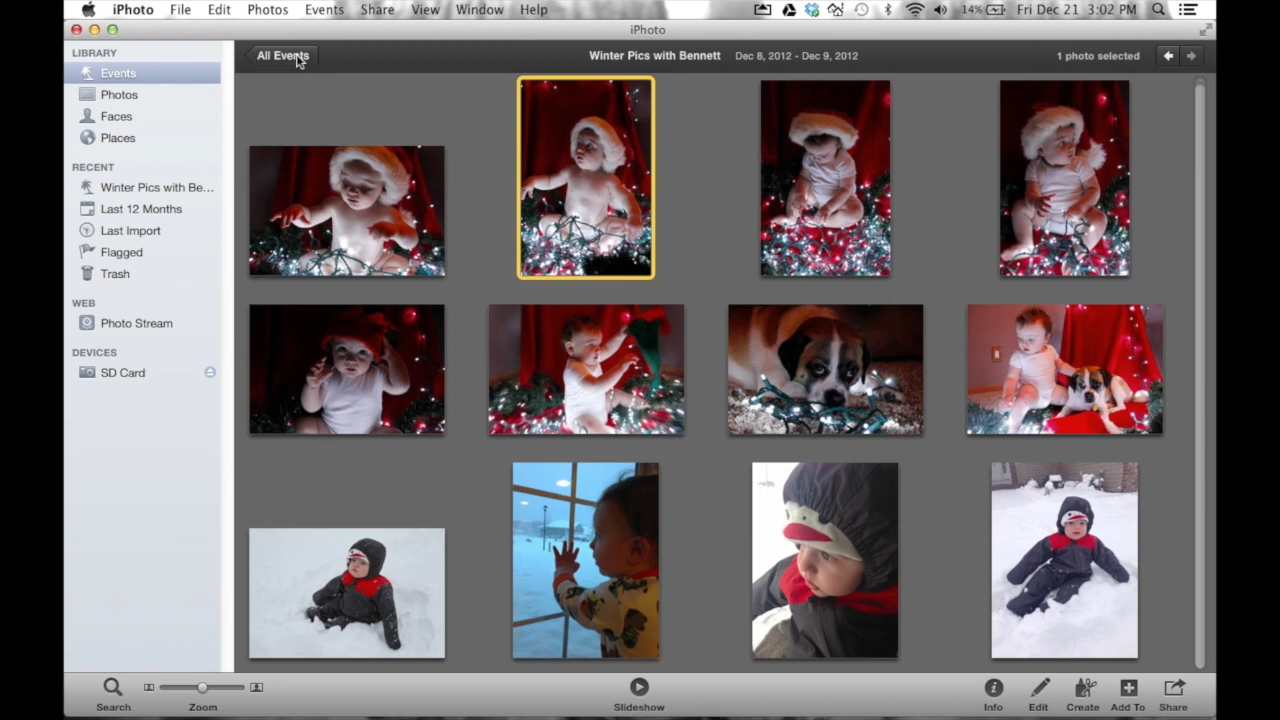 iPhoto File Edit Photos Events Share View Window Help 14% Fri Dec 21 3:02 PM
iPhoto
LIBRARY
Events
Photos
Faces
Places
RECENT
Winter Pics with Be...
Last 12 Months
Last Import
Flagged
Trash
WEB
Photo Stream
DEVICES
SD Card
All Events Winter Pics with Bennett Dec 8, 2012 - Dec 9, 2012 1 photo selected
Search Zoom Slideshow Info Edit Create Add To Share